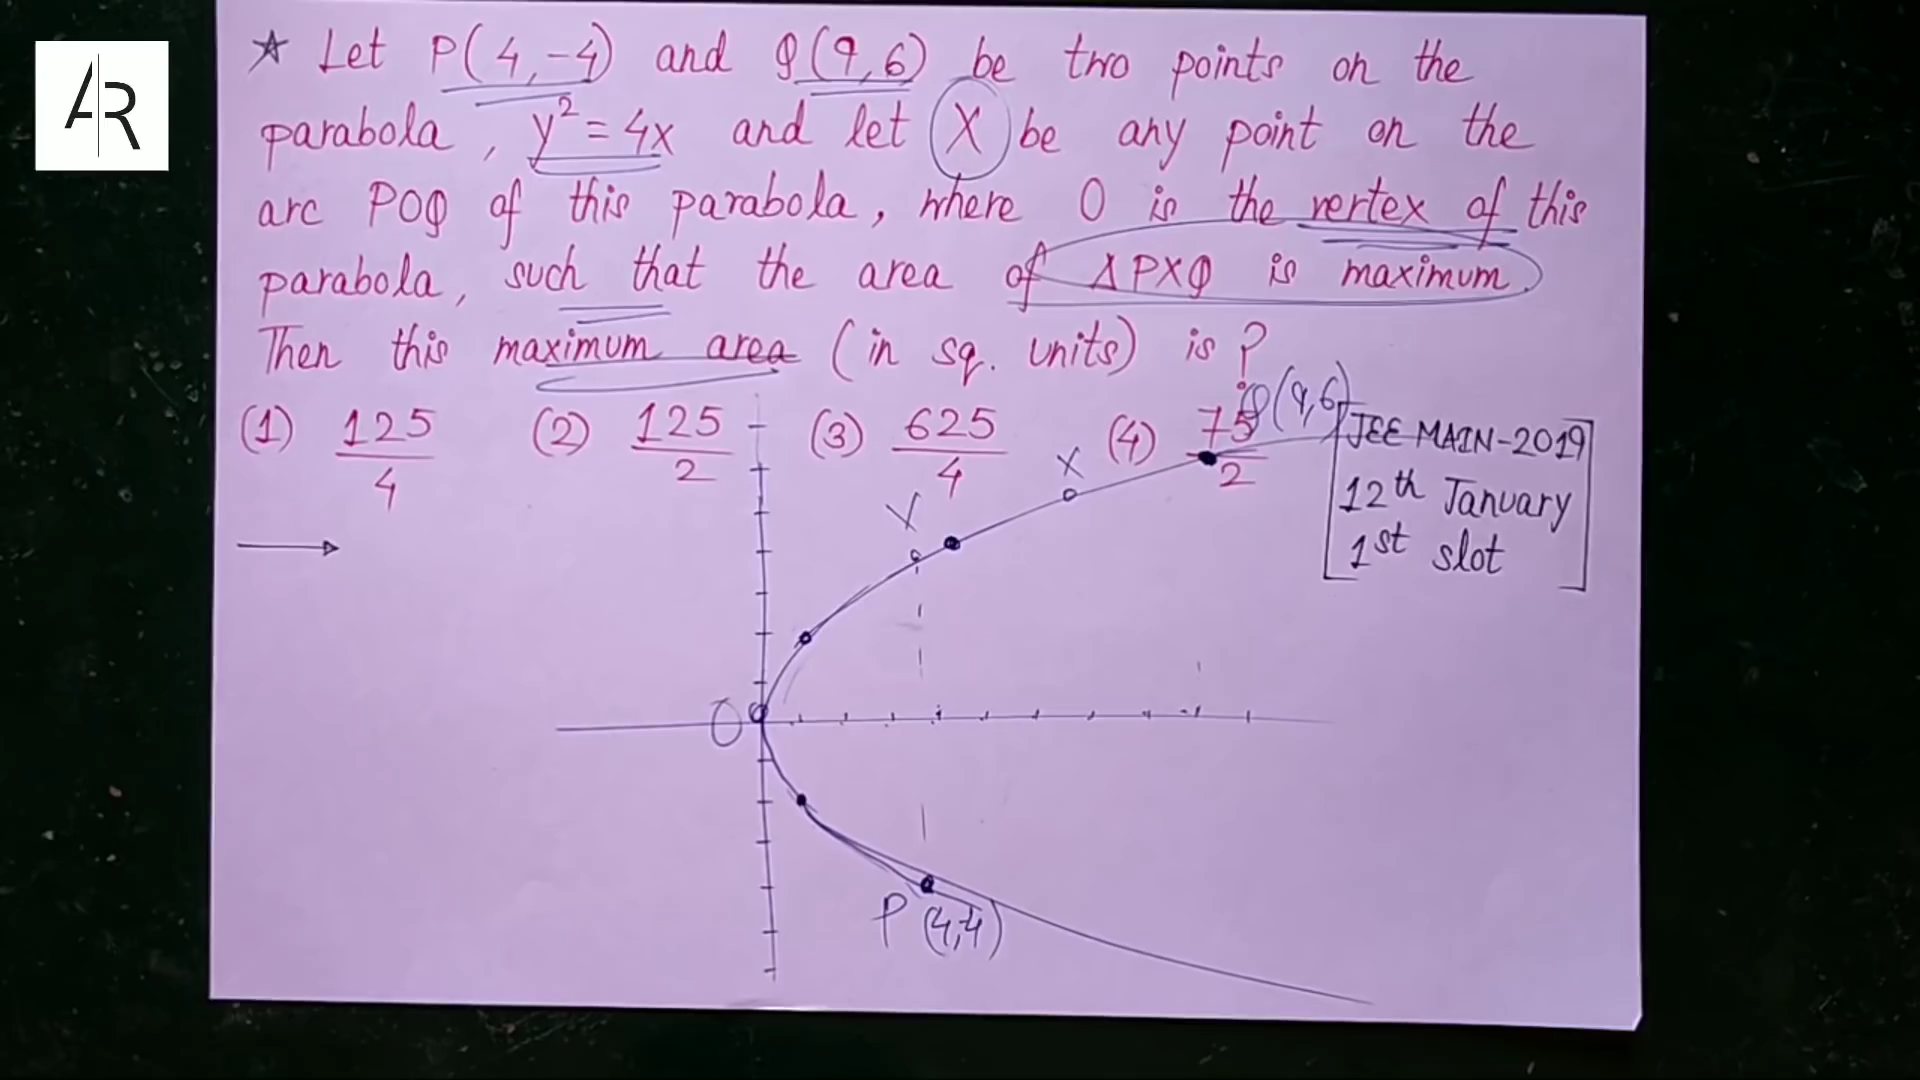 AR
☆ Let P(4,-4) and Q(9,6) be two points on the
parabola, y² = 4x and let X be any point on the
arc POQ of this parabola, where O is the vertex of this
parabola, such that the area of ΔPXQ is maximum.
Then this maximum area (in sq. units) is ?
(1) 125/4 (2) 125/2 (3) 625/4 (4) 75/2
Q(9,6)
[JEE MAIN-2019
12th January
1st slot]
X
X
O
P(4,-4)